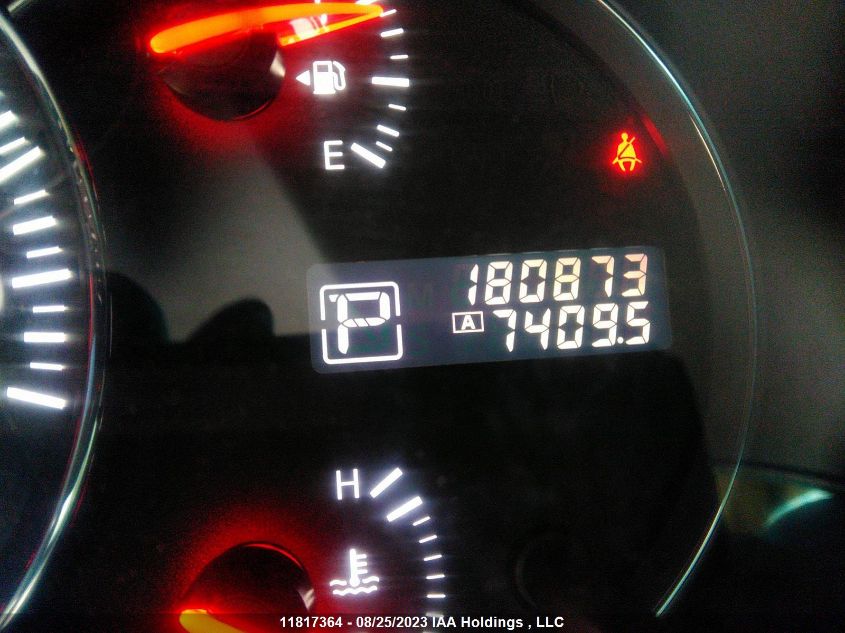 E
180873
P
A 7409.5
H
11817364 - 08/25/2023 IAA Holdings , LLC